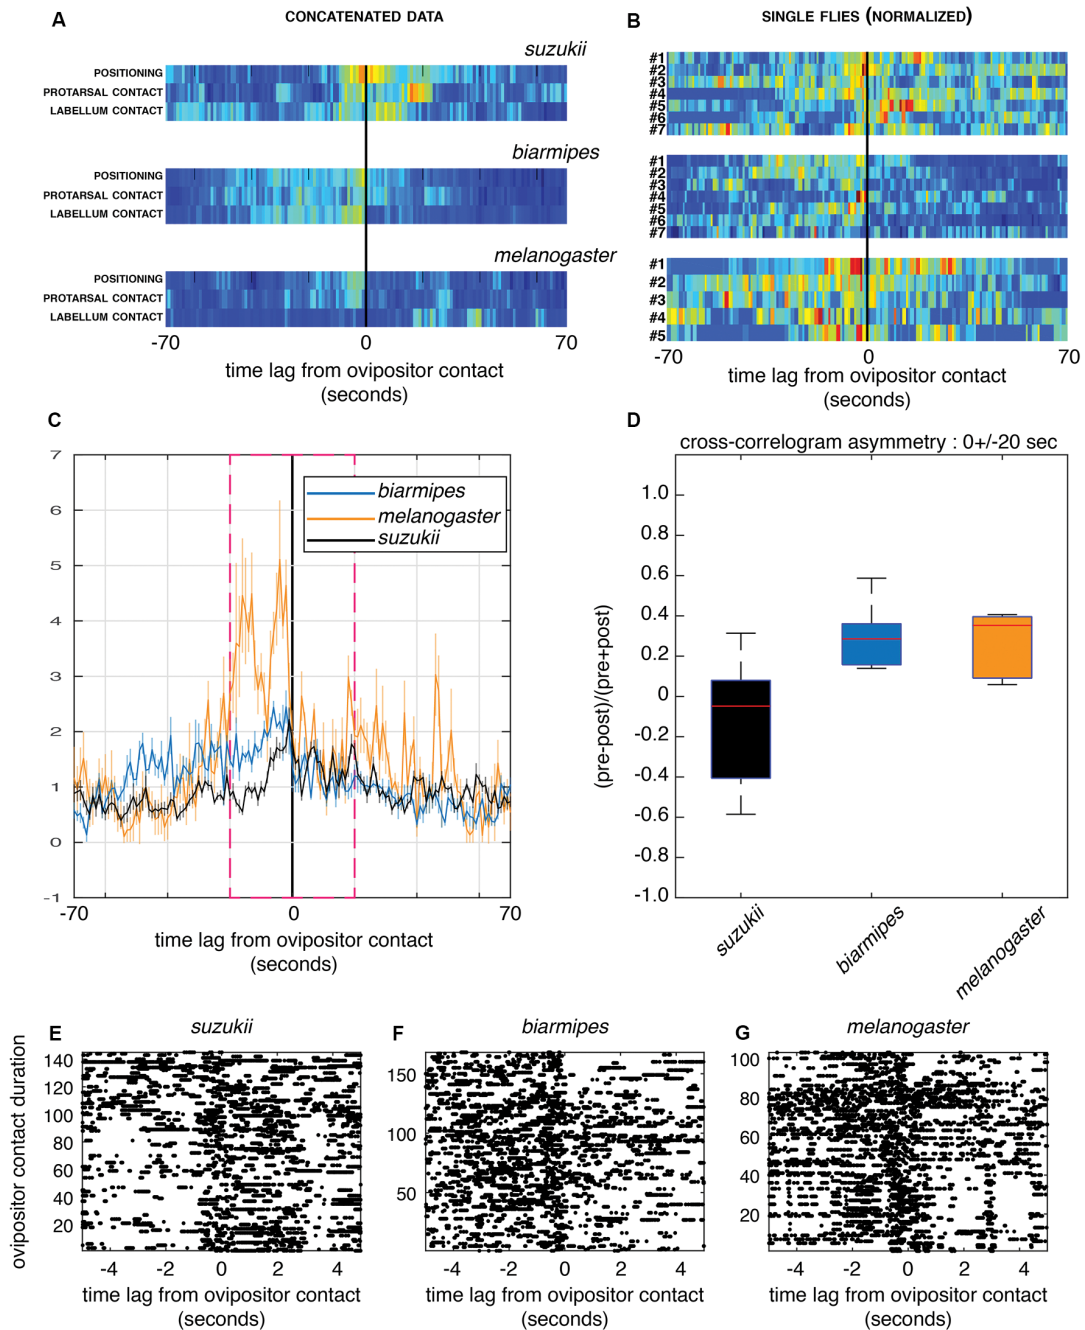 A
CONCATENATED DATA
suzukii
POSITIONING
PROTARSAL CONTACT
LABELLUM CONTACT
biarmipes
POSITIONING
PROTARSAL CONTACT
LABELLUM CONTACT
melanogaster
POSITIONING
PROTARSAL CONTACT
LABELLUM CONTACT
-70 0 70
time lag from ovipositor contact
(seconds)
B
SINGLE FLIES (NORMALIZED)
#1
#2
#3
#4
#5
#6
#7
#1
#2
#3
#4
#5
#6
#7
#1
#2
#3
#4
#5
-70 0 70
time lag from ovipositor contact
(seconds)
C
7
6
5
4
3
2
1
0
-1
biarmipes
melanogaster
suzukii
-70 0 70
time lag from ovipositor contact
(seconds)
D
cross-correlogram asymmetry : 0+/-20 sec
(pre-post)/(pre+post)
1.0
0.8
0.6
0.4
0.2
0
-0.2
-0.4
-0.6
-0.8
-1.0
suzukii
biarmipes
melanogaster
E
suzukii
ovipositor contact duration
140
120
100
80
60
40
20
-4 -2 0 2 4
time lag from ovipositor contact
(seconds)
F
biarmipes
150
100
50
-4 -2 0 2 4
time lag from ovipositor contact
(seconds)
G
melanogaster
100
80
60
40
20
-4 -2 0 2 4
time lag from ovipositor contact
(seconds)